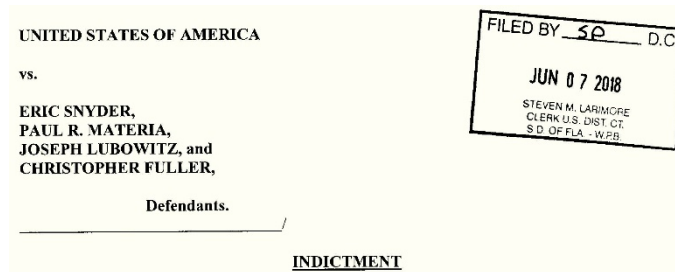 UNITED STATES OF AMERICA
vs.
ERIC SNYDER,
PAUL R. MATERIA,
JOSEPH LUBOWITZ, and
CHRISTOPHER FULLER,
Defendants.
/
INDICTMENT
FILED BY SP D.C
JUN 07 2018
STEVEN M. LARIMORE
CLERK U.S. DIST. CT.
S.D. OF FLA. - W.P.B.